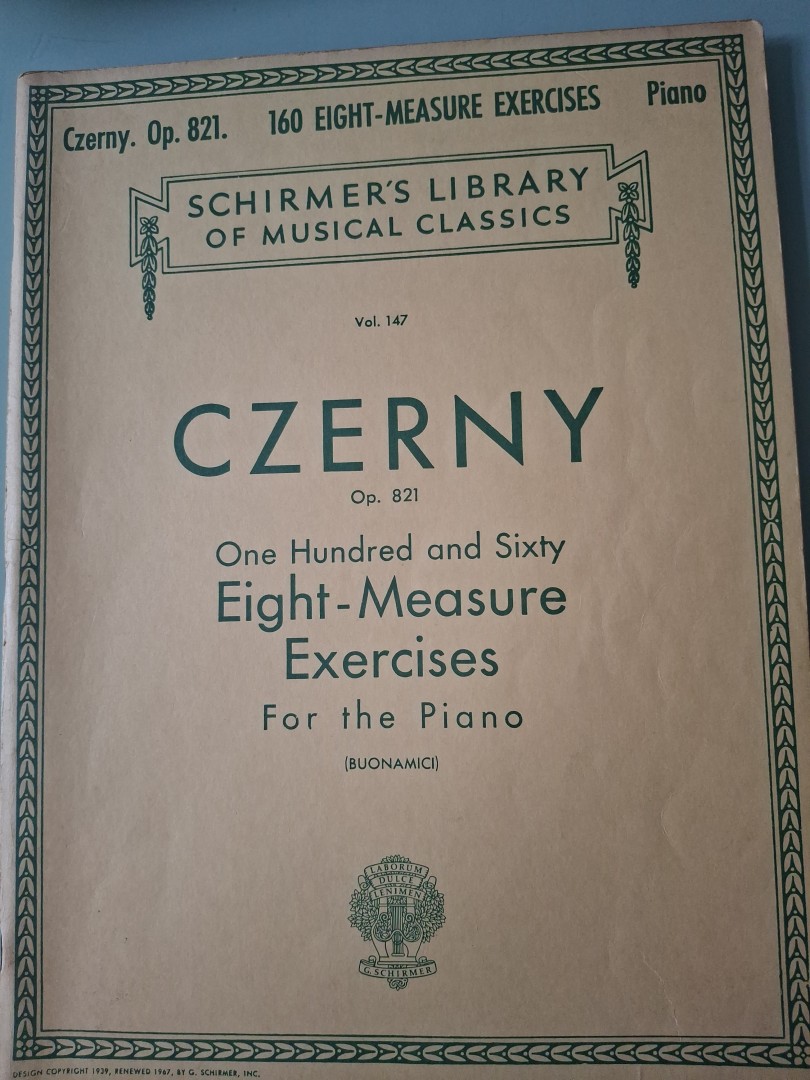 Czerny. Op. 821. 160 EIGHT-MEASURE EXERCISES Piano
SCHIRMER'S LIBRARY
OF MUSICAL CLASSICS
Vol. 147
CZERNY
Op. 821
One Hundred and Sixty
Eight-Measure
Exercises
For the Piano
(BUONAMICI)
LABORUM
DULCE
LENIMEN
G. SCHIRMER
DESIGN COPYRIGHT 1939, RENEWED 1967, BY G. SCHIRMER, INC.